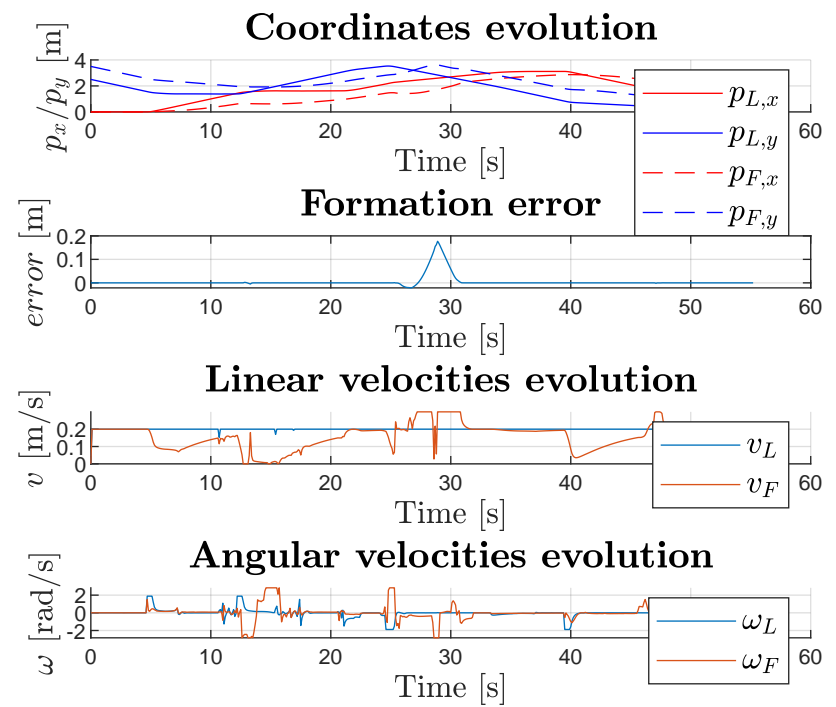 Coordinates evolution
p_x/p_y [m]
4
2
0
0 10 20 30 40 60
Time [s]
p_{L,x}
p_{L,y}
p_{F,x}
p_{F,y}
Formation error
error [m]
0.2
0.1
0
0 10 20 30 40 50 60
Time [s]
Linear velocities evolution
v [m/s]
0.2
0.1
0
0 10 20 30 40 60
Time [s]
v_L
v_F
Angular velocities evolution
ω [rad/s]
2
0
-2
0 10 20 30 40 60
Time [s]
ω_L
ω_F